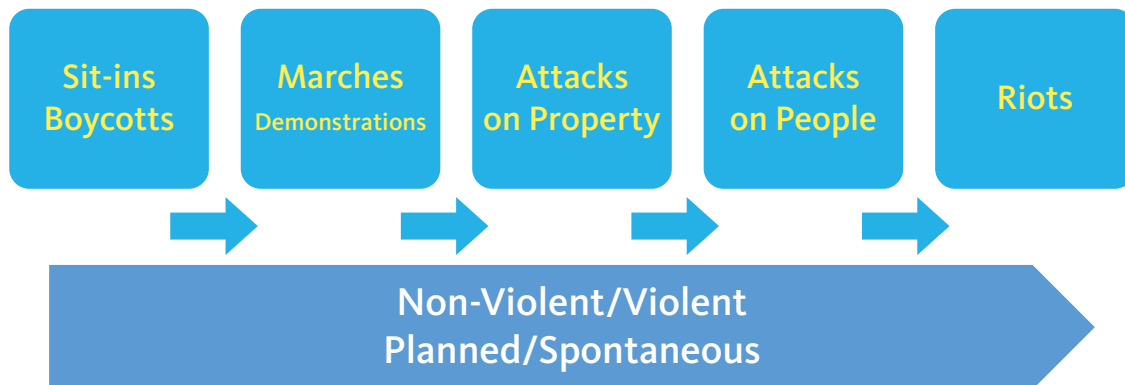 Sit-ins
Boycotts
Marches
Demonstrations
Attacks
on Property
Attacks
on People
Riots
Non-Violent/Violent
Planned/Spontaneous